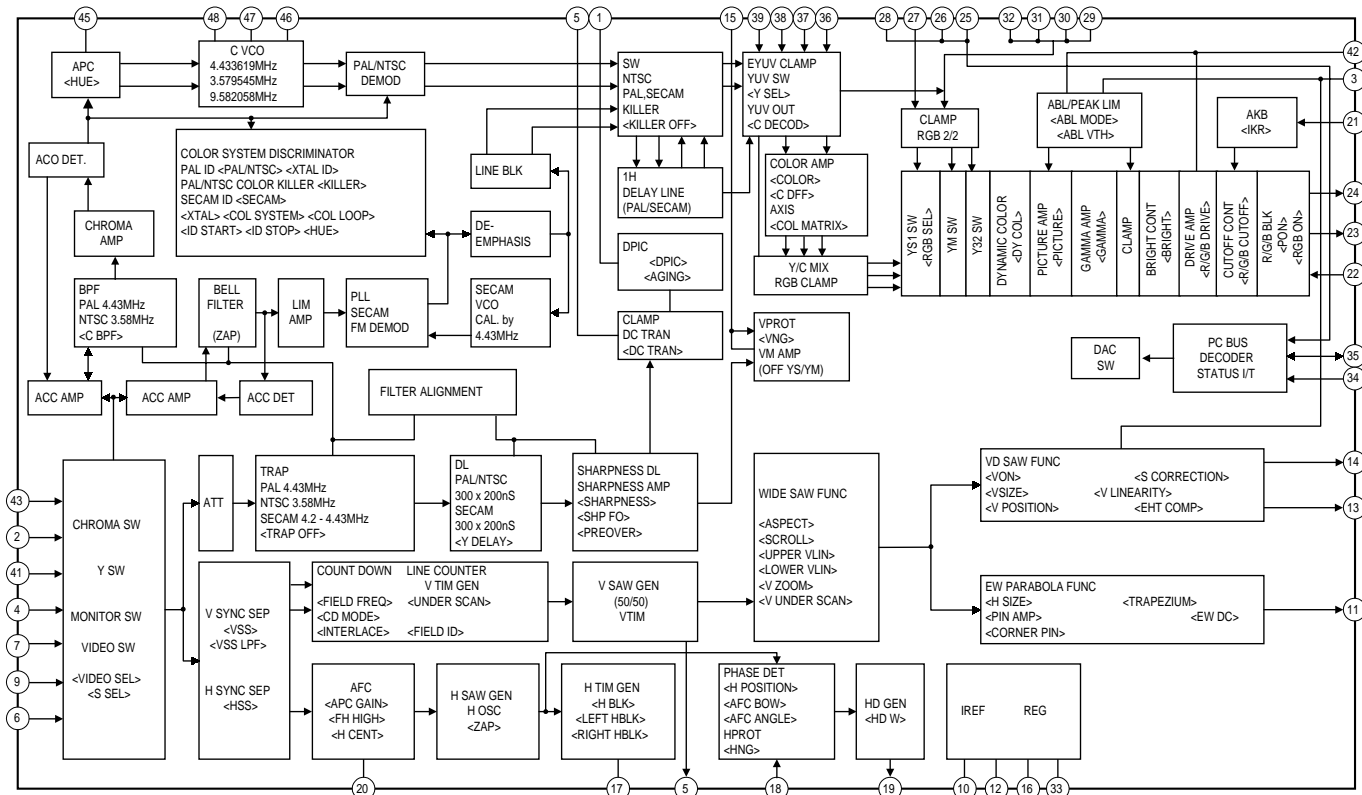 45
48
47
46
5
1
15
39
38
37
36
28
27
26
25
32
31
30
29
APC
<HUE>
C VCO
4.433619MHz
3.579545MHz
9.582058MHz
PAL/NTSC
DEMOD
SW
NTSC
PAL,SECAM
KILLER
<KILLER OFF>
EYUV CLAMP
YUV SW
<Y SEL>
YUV OUT
<C DECOD>
CLAMP
RGB 2/2
ABL/PEAK LIM
<ABL MODE>
<ABL VTH>
AKB
<IKR>
42
3
21
ACO DET.
COLOR SYSTEM DISCRIMINATOR
PAL ID <PAL/NTSC> <XTAL ID>
PAL/NTSC COLOR KILLER <KILLER>
SECAM ID <SECAM>
<XTAL> <COL SYSTEM> <COL LOOP>
<ID START> <ID STOP> <HUE>
LINE BLK
1H
DELAY LINE
(PAL/SECAM)
COLOR AMP
<COLOR>
<C DFF>
AXIS
<COL MATRIX>
CHROMA
AMP
DE-
EMPHASIS
DPIC
<DPIC>
<AGING>
Y/C MIX
RGB CLAMP
YS1 SW
<RGB SEL>
YM SW
Y32 SW
DYNAMIC COLOR
<DY COL>
PICTURE AMP
<PICTURE>
GAMMA AMP
<GAMMA>
CLAMP
BRIGHT CONT
<BRIGHT>
DRIVE AMP
<R/G/B DRIVE>
CUTOFF CONT
<R/G/B CUTOFF>
R/G/B BLK
<PON>
<RGB ON>
24
23
22
BPF
PAL 4.43MHz
NTSC 3.58MHz
<C BPF>
BELL
FILTER
(ZAP)
LIM
AMP
PLL
SECAM
FM DEMOD
SECAM
VCO
CAL. by
4.43MHz
CLAMP
DC TRAN
<DC TRAN>
VPROT
<VNG>
VM AMP
(OFF YS/YM)
DAC
SW
PC BUS
DECODER
STATUS I/T
35
34
ACC AMP
ACC AMP
ACC DET
FILTER ALIGNMENT
43
2
41
4
7
9
6
CHROMA SW
Y SW
MONITOR SW
VIDEO SW
<VIDEO SEL>
<S SEL>
ATT
TRAP
PAL 4.43MHz
NTSC 3.58MHz
SECAM 4.2 - 4.43MHz
<TRAP OFF>
DL
PAL/NTSC
300 x 200nS
SECAM
300 x 200nS
<Y DELAY>
SHARPNESS DL
SHARPNESS AMP
<SHARPNESS>
<SHP FO>
<PREOVER>
WIDE SAW FUNC
<ASPECT>
<SCROLL>
<UPPER VLIN>
<LOWER VLIN>
<V ZOOM>
<V UNDER SCAN>
VD SAW FUNC
<VON> <S CORRECTION>
<VSIZE> <V LINEARITY>
<V POSITION> <EHT COMP>
14
13
V SYNC SEP
<VSS>
<VSS LPF>
H SYNC SEP
<HSS>
COUNT DOWN LINE COUNTER
V TIM GEN
<FIELD FREQ> <UNDER SCAN>
<CD MODE>
<INTERLACE> <FIELD ID>
V SAW GEN
(50/50)
VTIM
EW PARABOLA FUNC
<H SIZE> <TRAPEZIUM>
<PIN AMP> <EW DC>
<CORNER PIN>
11
AFC
<APC GAIN>
<FH HIGH>
<H CENT>
H SAW GEN
H OSC
<ZAP>
H TIM GEN
<H BLK>
<LEFT HBLK>
<RIGHT HBLK>
PHASE DET
<H POSITION>
<AFC BOW>
<AFC ANGLE>
HPROT
<HNG>
HD GEN
<HD W>
IREF REG
20
17
5
18
19
10
12
16
33